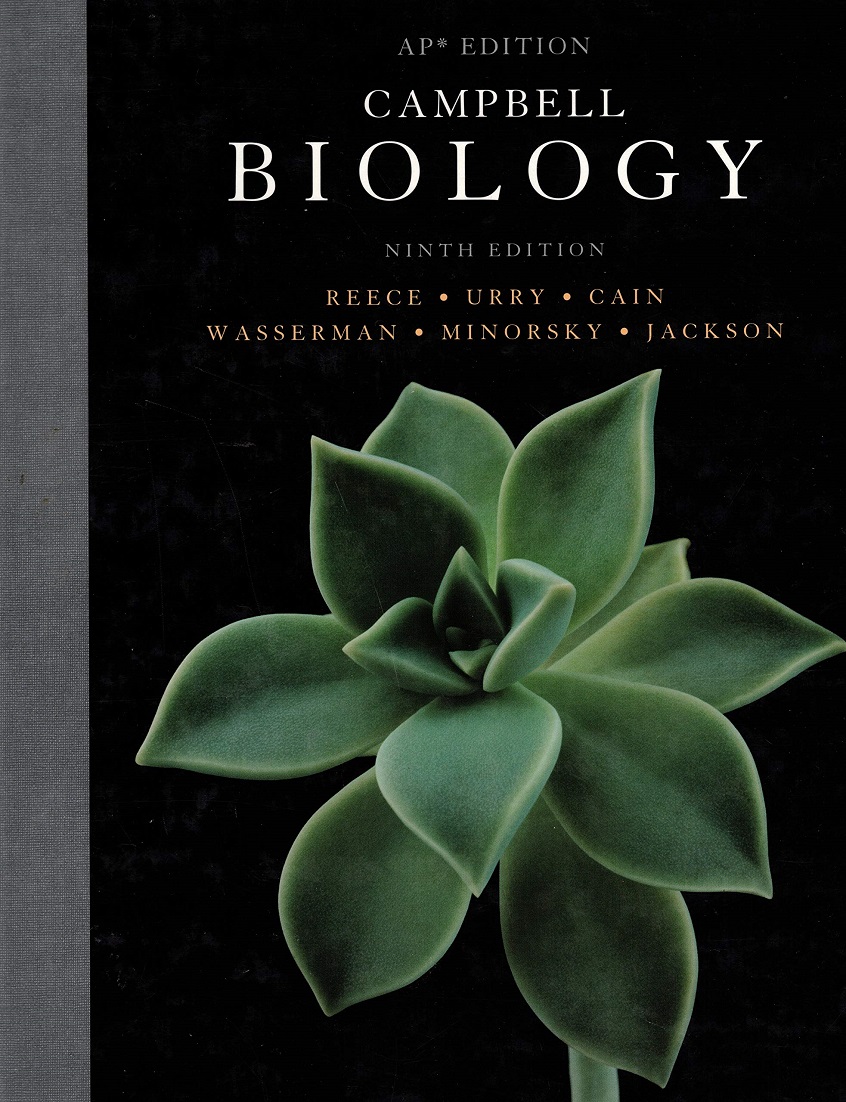 AP* EDITION
CAMPBELL
BIOLOGY
NINTH EDITION
REECE • URRY • CAIN
WASSERMAN • MINORSKY • JACKSON